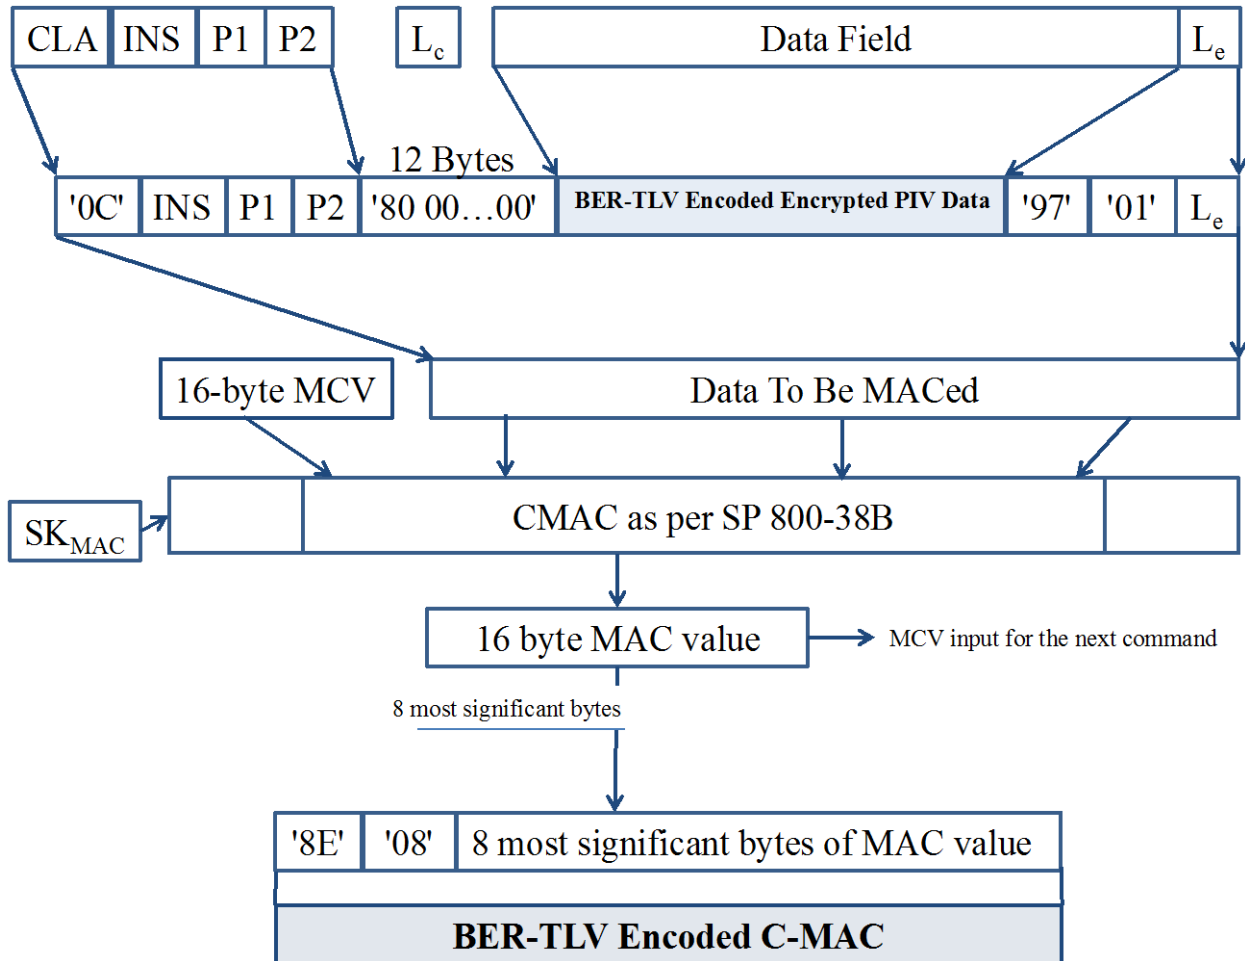 CLA INS P1 P2 Lc Data Field Le
12 Bytes
'0C' INS P1 P2 '80 00...00' BER-TLV Encoded Encrypted PIV Data '97' '01' Le
16-byte MCV Data To Be MACed
SKMAC CMAC as per SP 800-38B
16 byte MAC value MCV input for the next command
8 most significant bytes
'8E' '08' 8 most significant bytes of MAC value
BER-TLV Encoded C-MAC